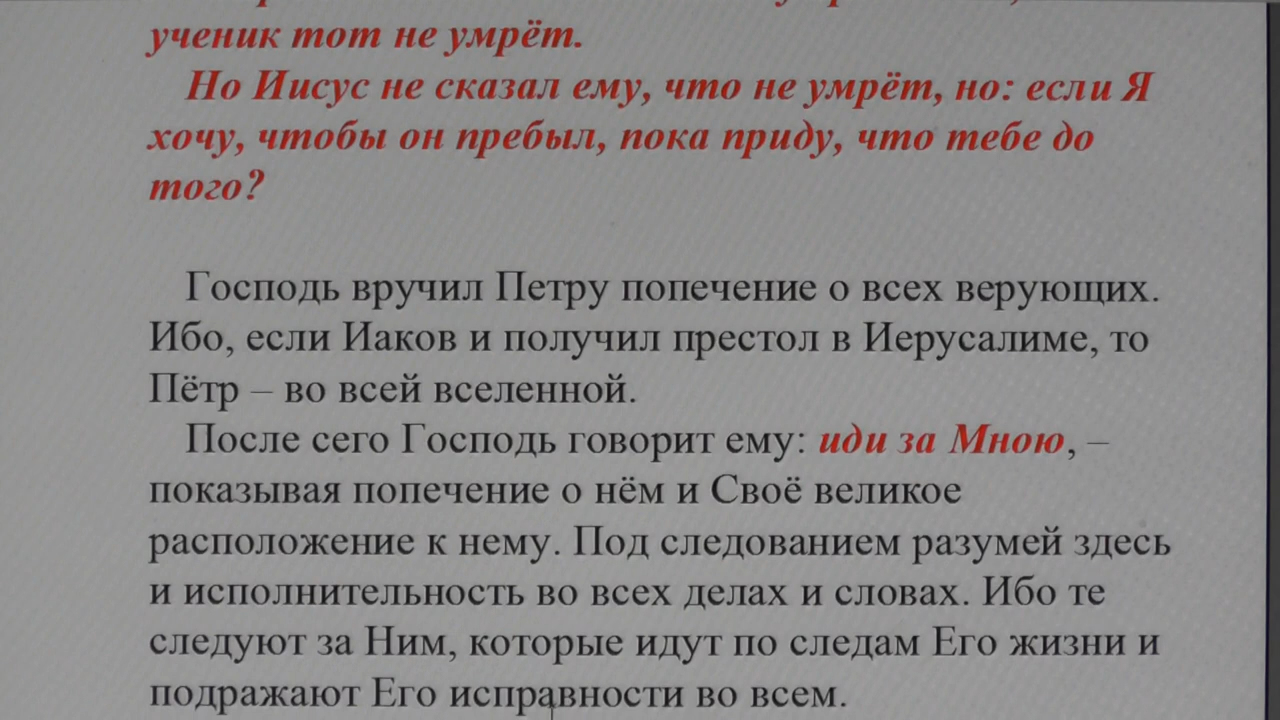 ученик тот не умрёт.
Но Иисус не сказал ему, что не умрёт, но: если Я
хочу, чтобы он пребыл, пока приду, что тебе до
того?
Господь вручил Петру попечение о всех верующих.
Ибо, если Иаков и получил престол в Иерусалиме, то
Пётр – во всей вселенной.
После сего Господь говорит ему: иди за Мною, –
показывая попечение о нём и Своё великое
расположение к нему. Под следованием разумей здесь
и исполнительность во всех делах и словах. Ибо те
следуют за Ним, которые идут по следам Его жизни и
подражают Его исправности во всем.